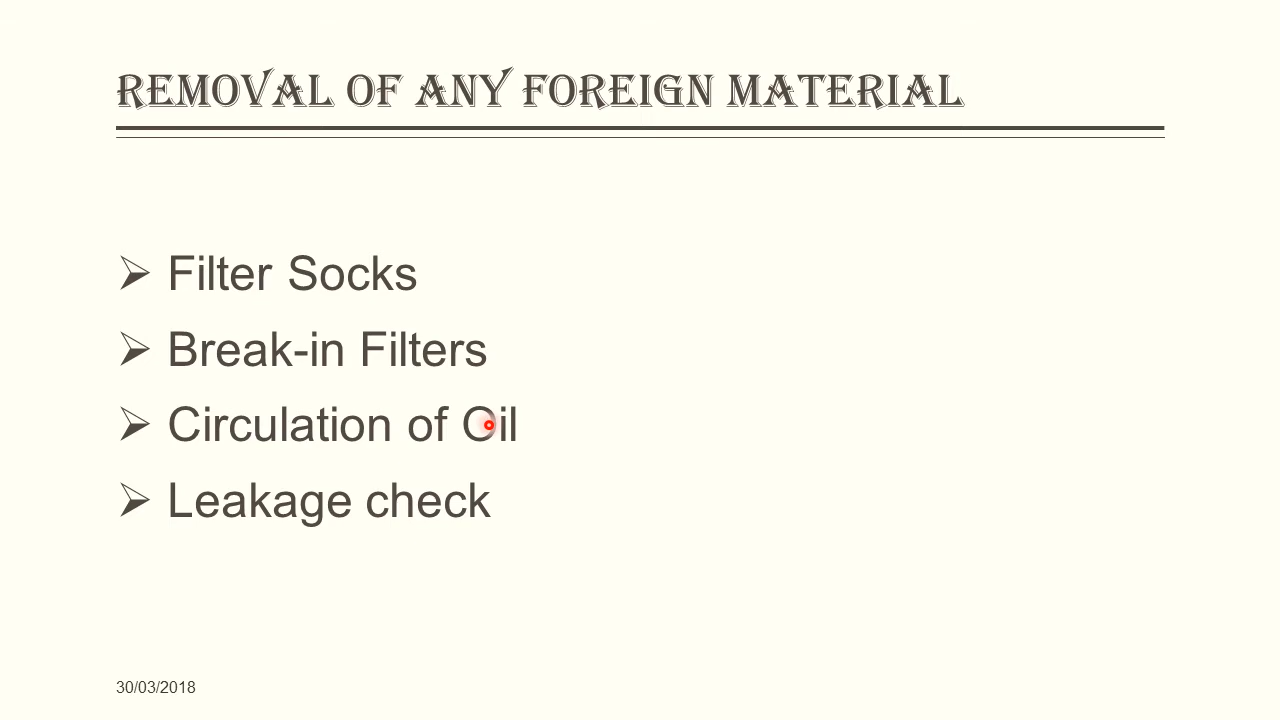 REMOVAL OF ANY FOREIGN MATERIAL
➢ Filter Socks
➢ Break-in Filters
➢ Circulation of Oil
➢ Leakage check
30/03/2018